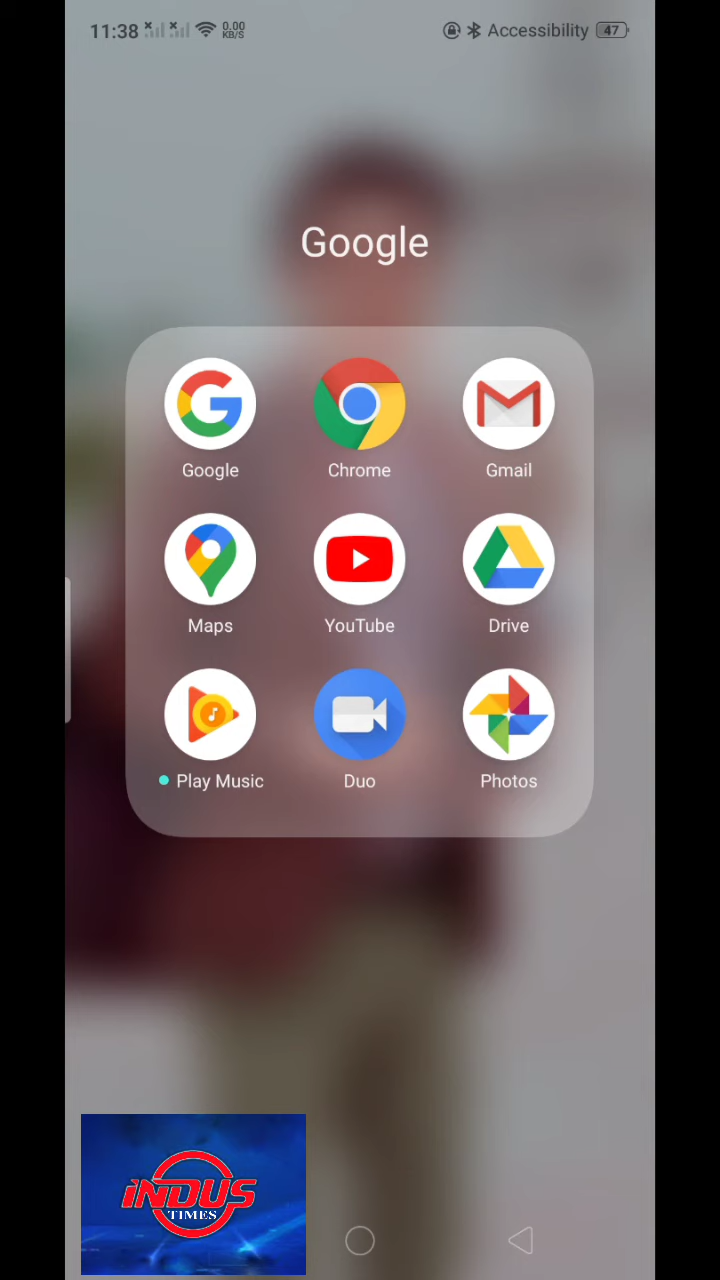 11:38 0.00 KB/S Accessibility 47
Google
Google Chrome Gmail
Maps YouTube Drive
Play Music Duo Photos
iNDUS
TIMES